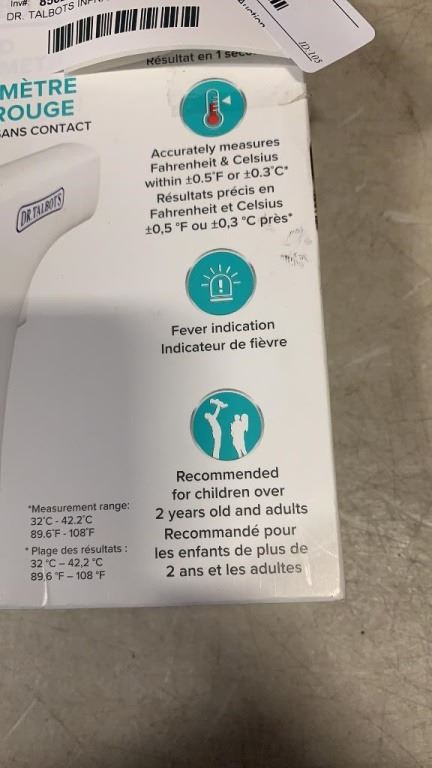 Inv#:
DR. TALBOTS
ID:105
Résultat en 1
MÈTRE
ROUGE
SANS CONTACT
DR.TALBOTS
Accurately measures
Fahrenheit & Celsius
within ±0.5°F or ±0.3°C*
Résultats précis en
Fahrenheit et Celsius
±0,5 °F ou ±0,3 °C près*
Fever indication
Indicateur de fièvre
Recommended
for children over
2 years old and adults
Recommandé pour
les enfants de plus de
2 ans et les adultes
*Measurement range:
32°C - 42.2°C
89.6°F - 108°F
* Plage des résultats :
32 °C – 42,2 °C
89,6 °F – 108 °F